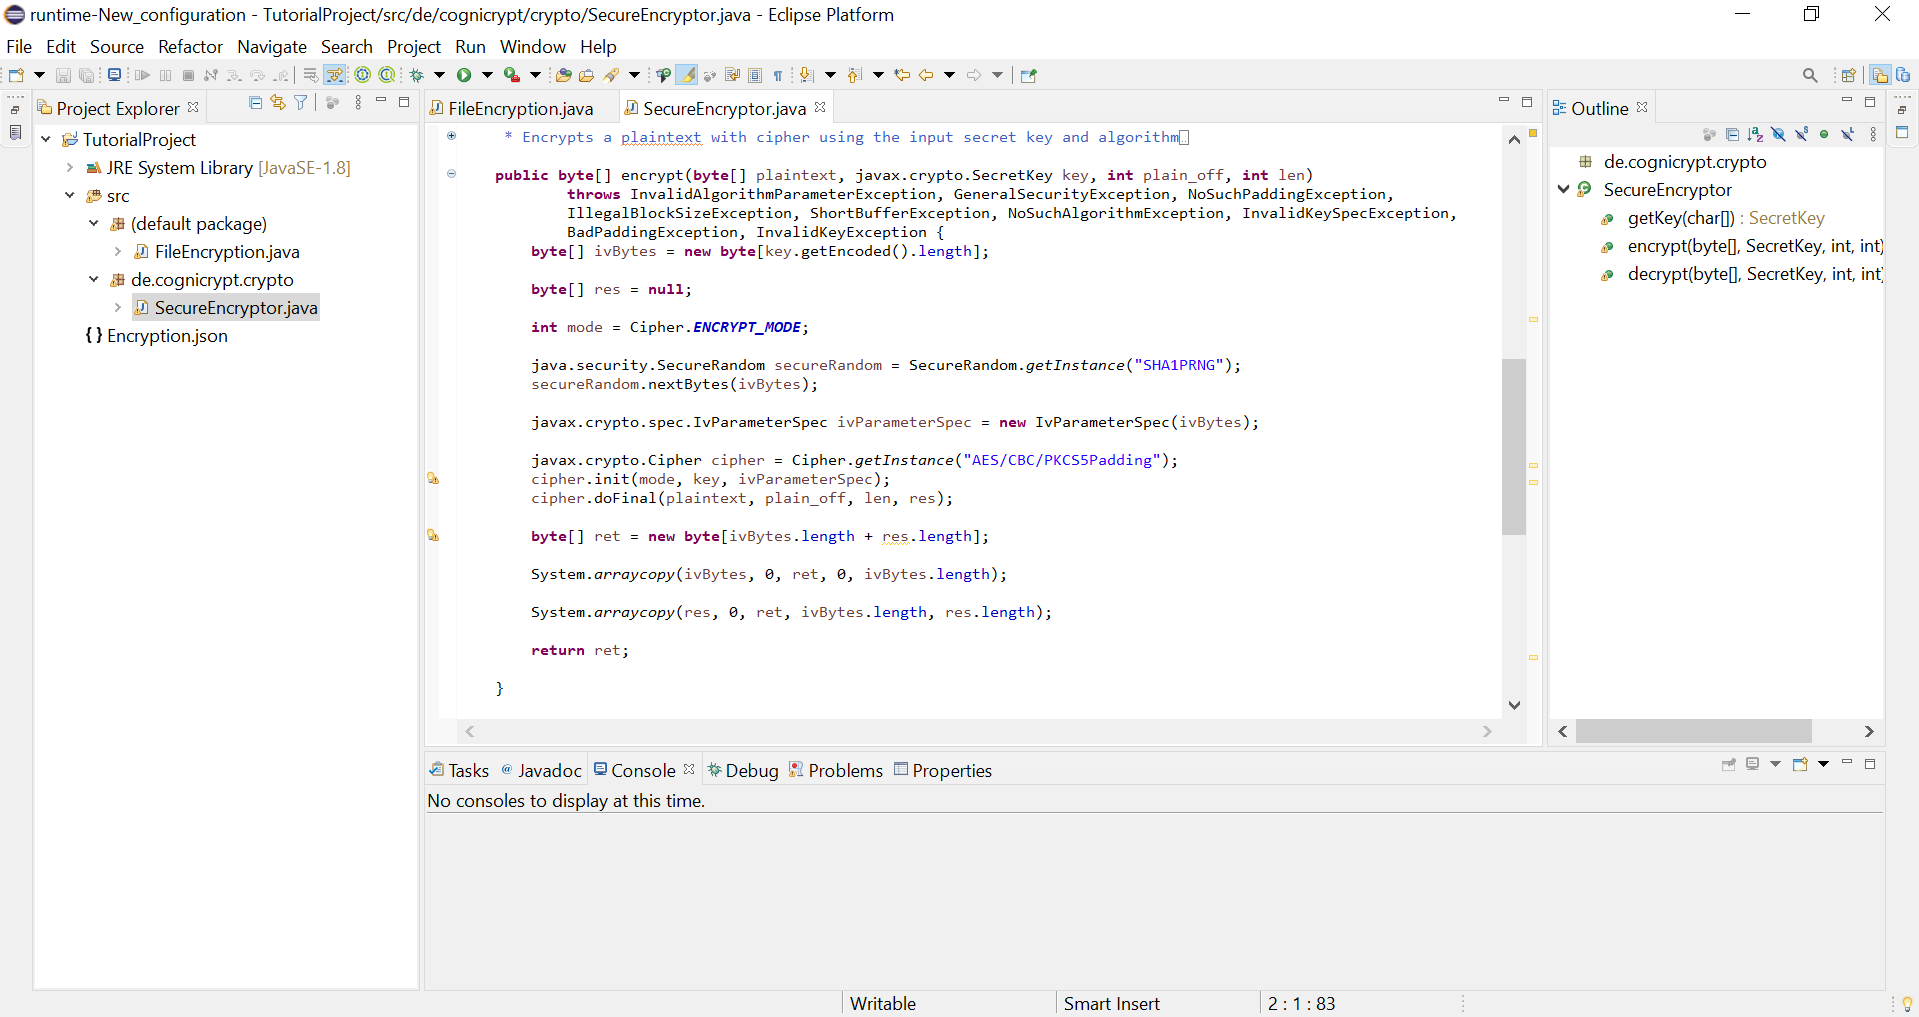 runtime-New_configuration - TutorialProject/src/de/cognicrypt/crypto/SecureEncryptor.java - Eclipse Platform
File Edit Source Refactor Navigate Search Project Run Window Help
Project Explorer
TutorialProject
JRE System Library [JavaSE-1.8]
src
(default package)
FileEncryption.java
de.cognicrypt.crypto
SecureEncryptor.java
{} Encryption.json
FileEncryption.java SecureEncryptor.java
* Encrypts a plaintext with cipher using the input secret key and algorithm
public byte[] encrypt(byte[] plaintext, javax.crypto.SecretKey key, int plain_off, int len)
throws InvalidAlgorithmParameterException, GeneralSecurityException, NoSuchPaddingException,
IllegalBlockSizeException, ShortBufferException, NoSuchAlgorithmException, InvalidKeySpecException,
BadPaddingException, InvalidKeyException {
byte[] ivBytes = new byte[key.getEncoded().length];
byte[] res = null;
int mode = Cipher.ENCRYPT_MODE;
java.security.SecureRandom secureRandom = SecureRandom.getInstance("SHA1PRNG");
secureRandom.nextBytes(ivBytes);
javax.crypto.spec.IvParameterSpec ivParameterSpec = new IvParameterSpec(ivBytes);
javax.crypto.Cipher cipher = Cipher.getInstance("AES/CBC/PKCS5Padding");
cipher.init(mode, key, ivParameterSpec);
cipher.doFinal(plaintext, plain_off, len, res);
byte[] ret = new byte[ivBytes.length + res.length];
System.arraycopy(ivBytes, 0, ret, 0, ivBytes.length);
System.arraycopy(res, 0, ret, ivBytes.length, res.length);
return ret;
}
Outline
de.cognicrypt.crypto
SecureEncryptor
getKey(char[]) : SecretKey
encrypt(byte[], SecretKey, int, int)
decrypt(byte[], SecretKey, int, int)
Tasks @ Javadoc Console Debug Problems Properties
No consoles to display at this time.
Writable Smart Insert 2 : 1 : 83